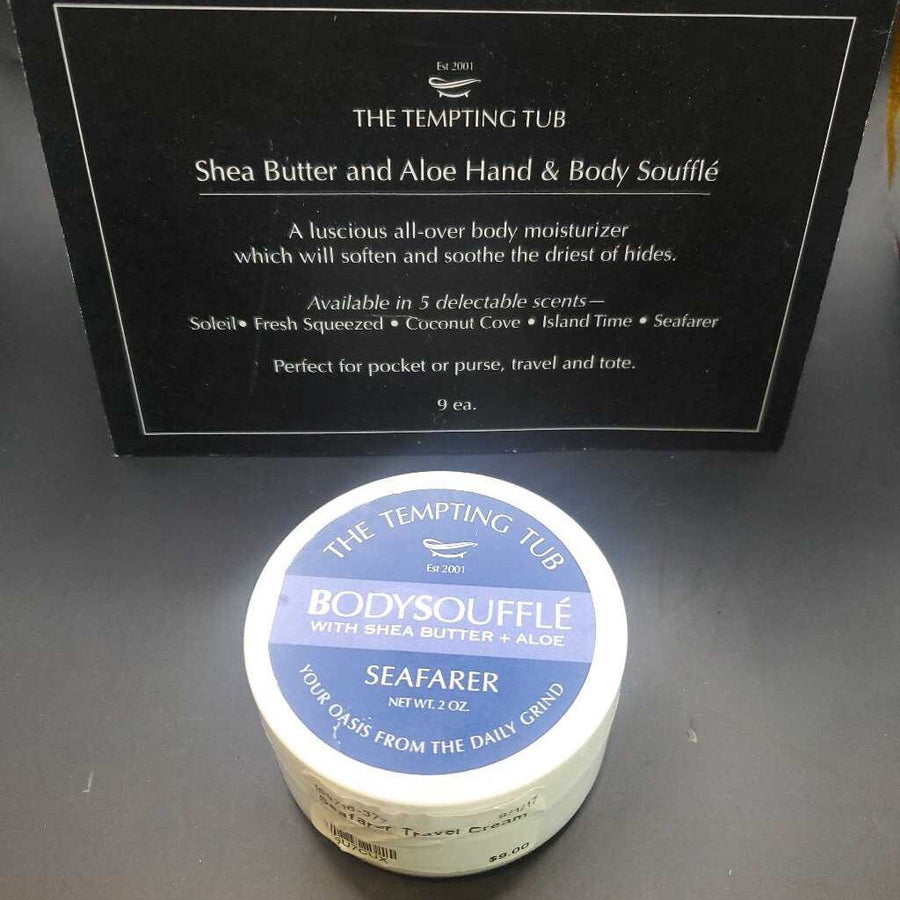 Est 2001
THE TEMPTING TUB
Shea Butter and Aloe Hand & Body Soufflé
A luscious all-over body moisturizer
which will soften and soothe the driest of hides.
Available in 5 delectable scents—
Soleil• Fresh Squeezed • Coconut Cove • Island Time • Seafarer
Perfect for pocket or purse, travel and tote.
9 ea.
THE TEMPTING TUB
Est 2001
BODYSOUFFLÉ
WITH SHEA BUTTER + ALOE
SEAFARER
NET WT. 2 OZ.
YOUR OASIS FROM THE DAILY GRIND
Seafarer Travel Cream
$9.00